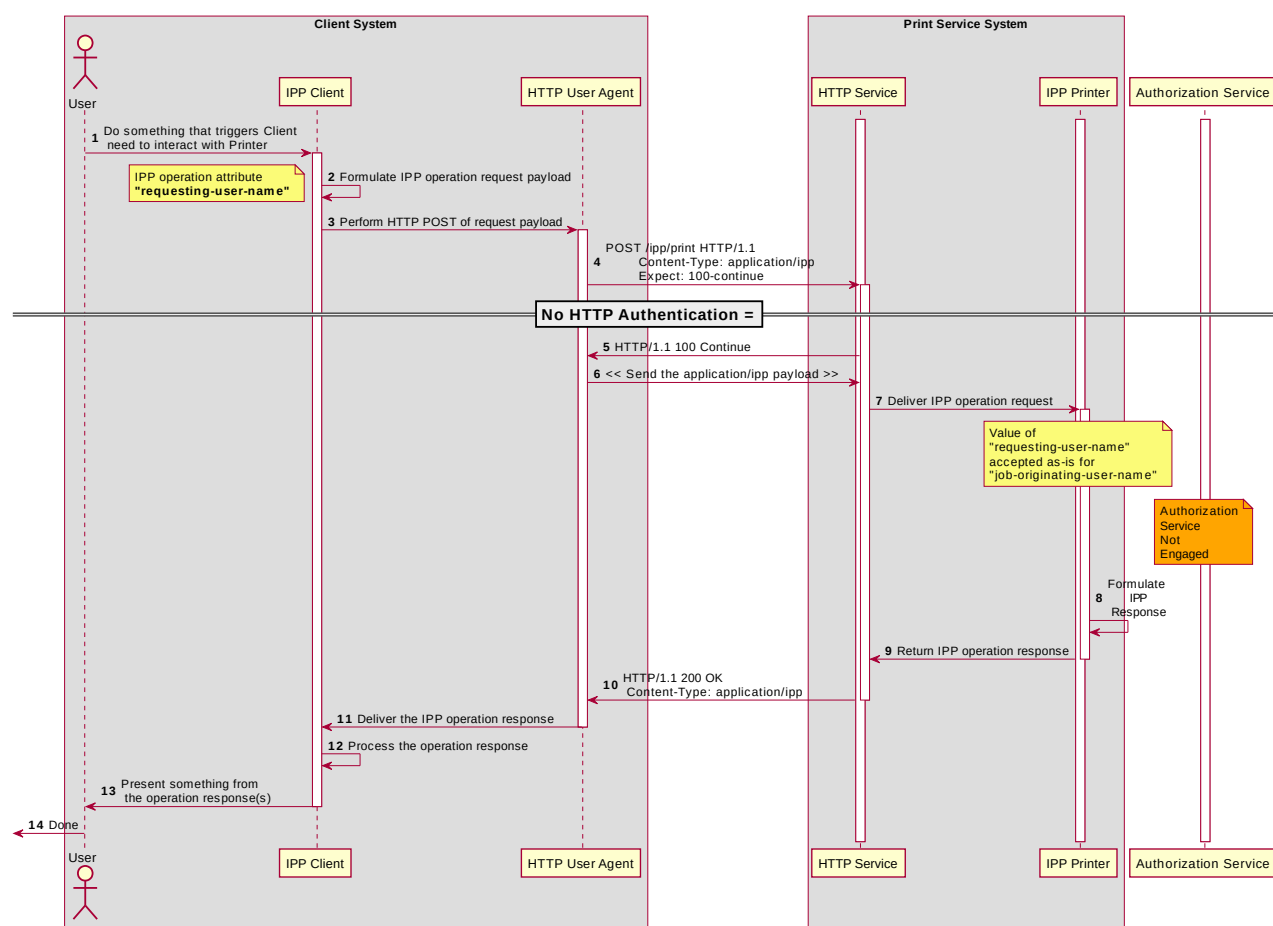 Client System
Print Service System
User
IPP Client
HTTP User Agent
HTTP Service
IPP Printer
Authorization Service
1 Do something that triggers Client
need to interact with Printer
IPP operation attribute
"requesting-user-name"
2 Formulate IPP operation request payload
3 Perform HTTP POST of request payload
POST /ipp/print HTTP/1.1
4 Content-Type: application/ipp
Expect: 100-continue
No HTTP Authentication =
5 HTTP/1.1 100 Continue
6 << Send the application/ipp payload >>
7 Deliver IPP operation request
Value of
"requesting-user-name"
accepted as-is for
"job-originating-user-name"
Authorization
Service
Not
Engaged
Formulate
8 IPP
Response
9 Return IPP operation response
10 HTTP/1.1 200 OK
Content-Type: application/ipp
11 Deliver the IPP operation response
12 Process the operation response
13 Present something from
the operation response(s)
14 Done
User
IPP Client
HTTP User Agent
HTTP Service
IPP Printer
Authorization Service